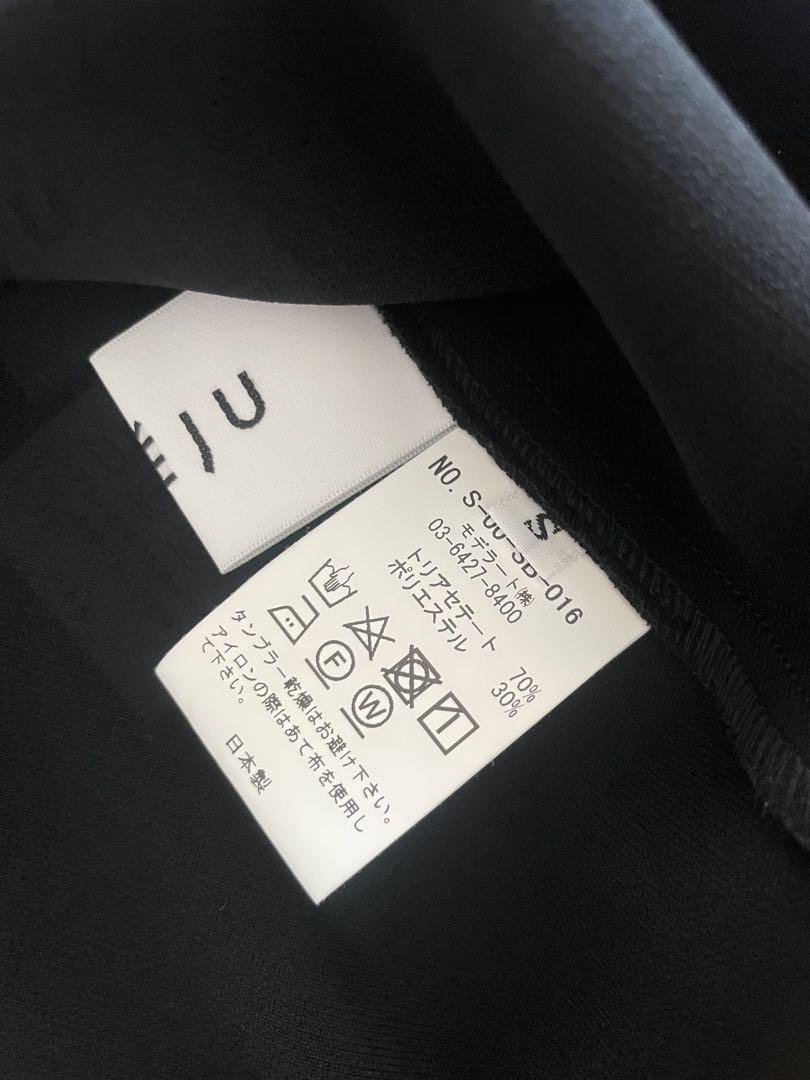 NO. S-00-SB-016
モデラート㈱
03-6427-8400
トリアセテート 70%
ポリエステル 30%
F
W
タンブラー乾燥はお避け下さい。
アイロンの際はあて布を使用し
て下さい。
日本製
S